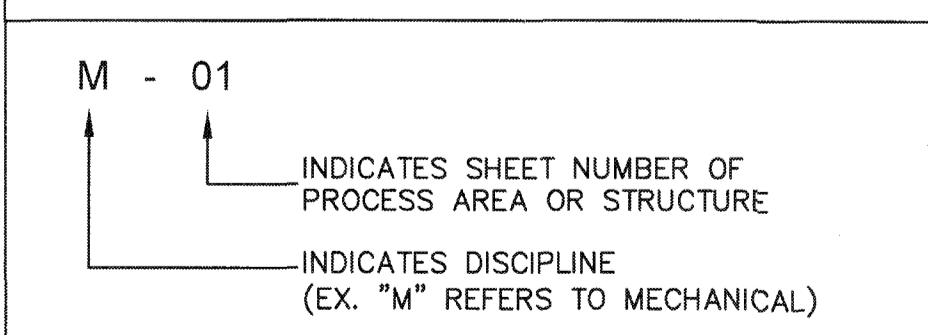 M - 01
INDICATES SHEET NUMBER OF
PROCESS AREA OR STRUCTURE
INDICATES DISCIPLINE
(EX. "M" REFERS TO MECHANICAL)